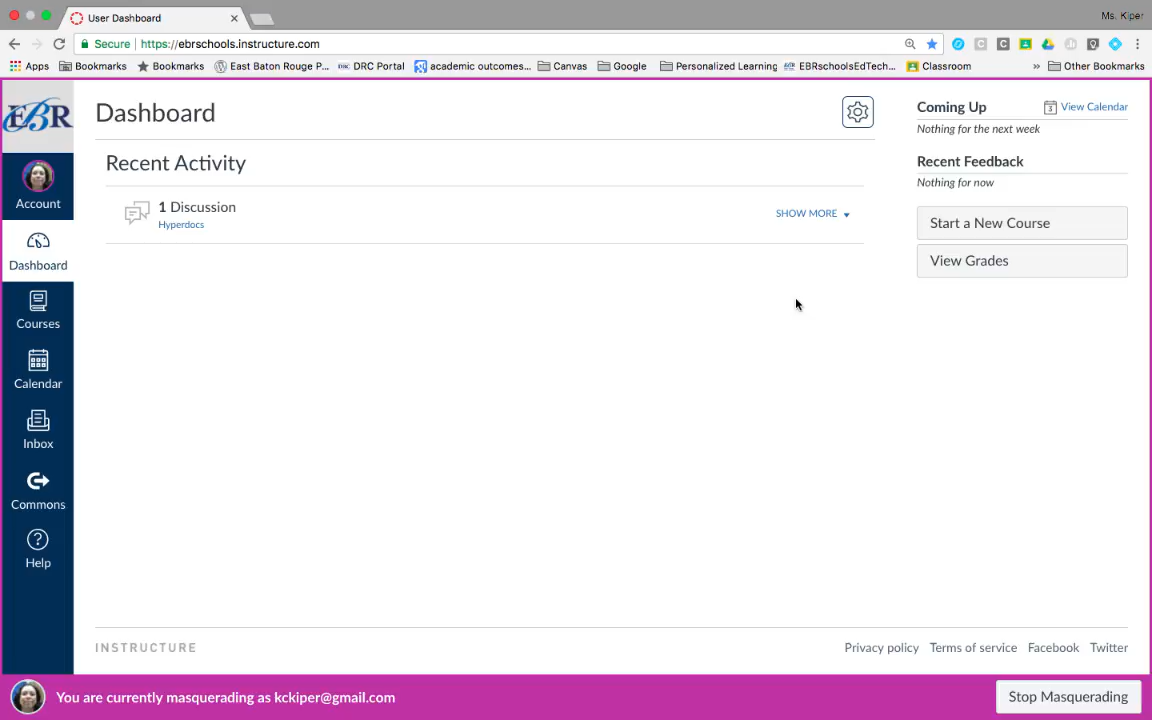 User Dashboard
Ms. Kiper
Secure
https://ebrschools.instructure.com
Apps
Bookmarks
Bookmarks
East Baton Rouge P...
DRC Portal
academic outcomes...
Canvas
Google
Personalized Learning
EBRschoolsEdTech...
Classroom
»
Other Bookmarks
EBR
Account
Dashboard
Courses
Calendar
Inbox
Commons
Help
Dashboard
Recent Activity
1 Discussion
Hyperdocs
SHOW MORE
Coming Up
View Calendar
Nothing for the next week
Recent Feedback
Nothing for now
Start a New Course
View Grades
INSTRUCTURE
Privacy policy
Terms of service
Facebook
Twitter
You are currently masquerading as kckiper@gmail.com
Stop Masquerading